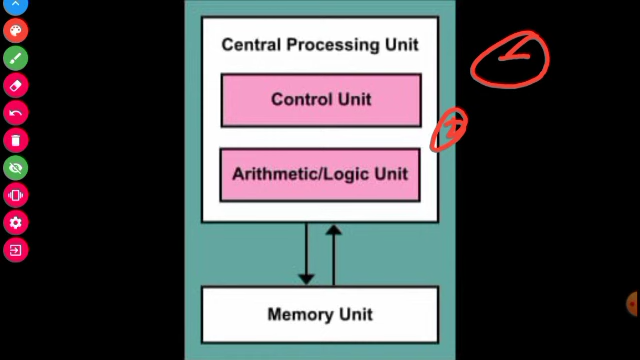 Central Processing Unit
Control Unit
Arithmetic/Logic Unit
Memory Unit